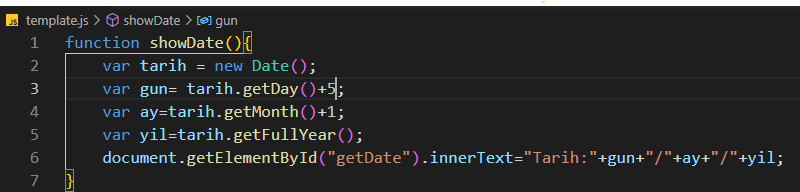 template.js > showDate > gun
1 function showDate(){
2 var tarih = new Date();
3 var gun= tarih.getDay()+5;
4 var ay=tarih.getMonth()+1;
5 var yil=tarih.getFullYear();
6 document.getElementById("getDate").innerText="Tarih:"+gun+"/"+ay+"/"+yil;
7 }